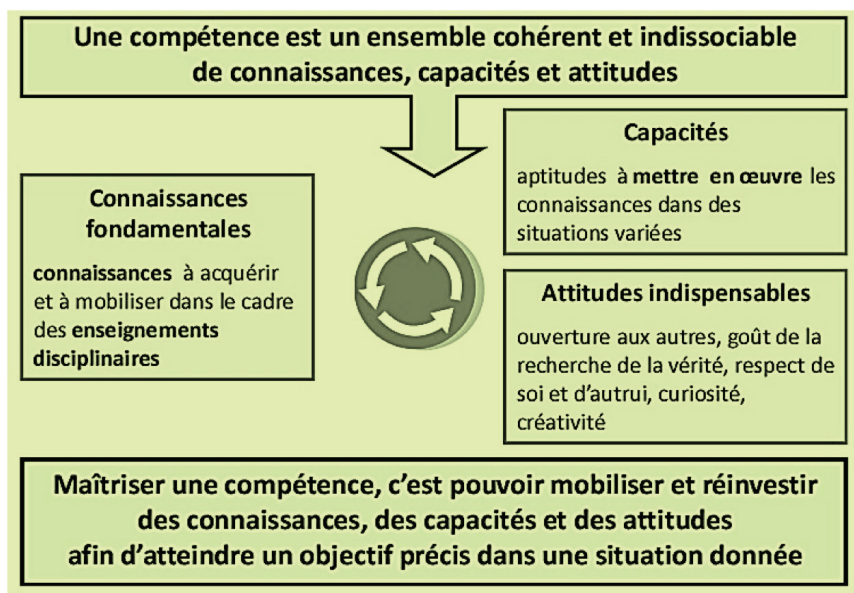 Une compétence est un ensemble cohérent et indissociable
de connaissances, capacités et attitudes
Connaissances
fondamentales
connaissances à acquérir
et à mobiliser dans le cadre
des enseignements
disciplinaires
Capacités
aptitudes à mettre en œuvre les
connaissances dans des
situations variées
Attitudes indispensables
ouverture aux autres, goût de la
recherche de la vérité, respect de
soi et d'autrui, curiosité,
créativité
Maîtriser une compétence, c'est pouvoir mobiliser et réinvestir
des connaissances, des capacités et des attitudes
afin d'atteindre un objectif précis dans une situation donnée